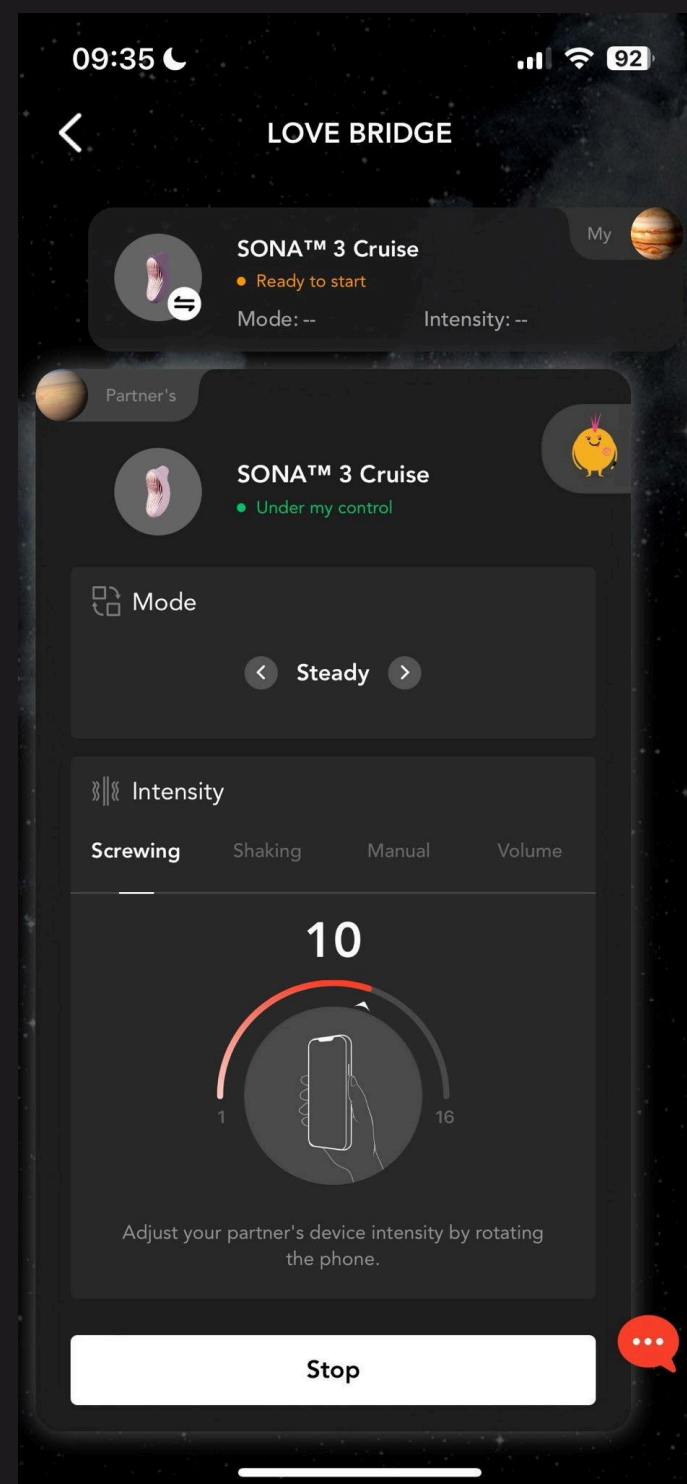 09:35
92
LOVE BRIDGE
My
SONA™ 3 Cruise
Ready to start
Mode: --
Intensity: --
Partner's
SONA™ 3 Cruise
Under my control
Mode
Steady
Intensity
Screwing
Shaking
Manual
Volume
10
1
16
Adjust your partner's device intensity by rotating
the phone.
Stop